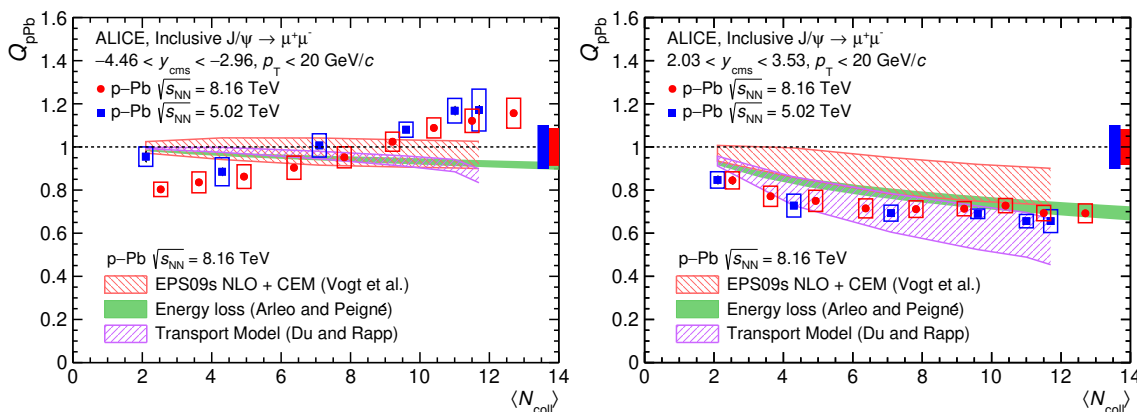 Q_pPb
1.6
1.4
1.2
1
0.8
0.6
0.4
0.2
0
ALICE, Inclusive J/ψ → μ⁺μ⁻
−4.46 < y_cms < −2.96, p_T < 20 GeV/c
p−Pb √s_NN = 8.16 TeV
p−Pb √s_NN = 5.02 TeV
p−Pb √s_NN = 8.16 TeV
EPS09s NLO + CEM (Vogt et al.)
Energy loss (Arleo and Peigné)
Transport Model (Du and Rapp)
0 2 4 6 8 10 12 14
⟨N_coll⟩
Q_pPb
1.6
1.4
1.2
1
0.8
0.6
0.4
0.2
0
ALICE, Inclusive J/ψ → μ⁺μ⁻
2.03 < y_cms < 3.53, p_T < 20 GeV/c
p−Pb √s_NN = 8.16 TeV
p−Pb √s_NN = 5.02 TeV
p−Pb √s_NN = 8.16 TeV
EPS09s NLO + CEM (Vogt et al.)
Energy loss (Arleo and Peigné)
Transport Model (Du and Rapp)
0 2 4 6 8 10 12 14
⟨N_coll⟩